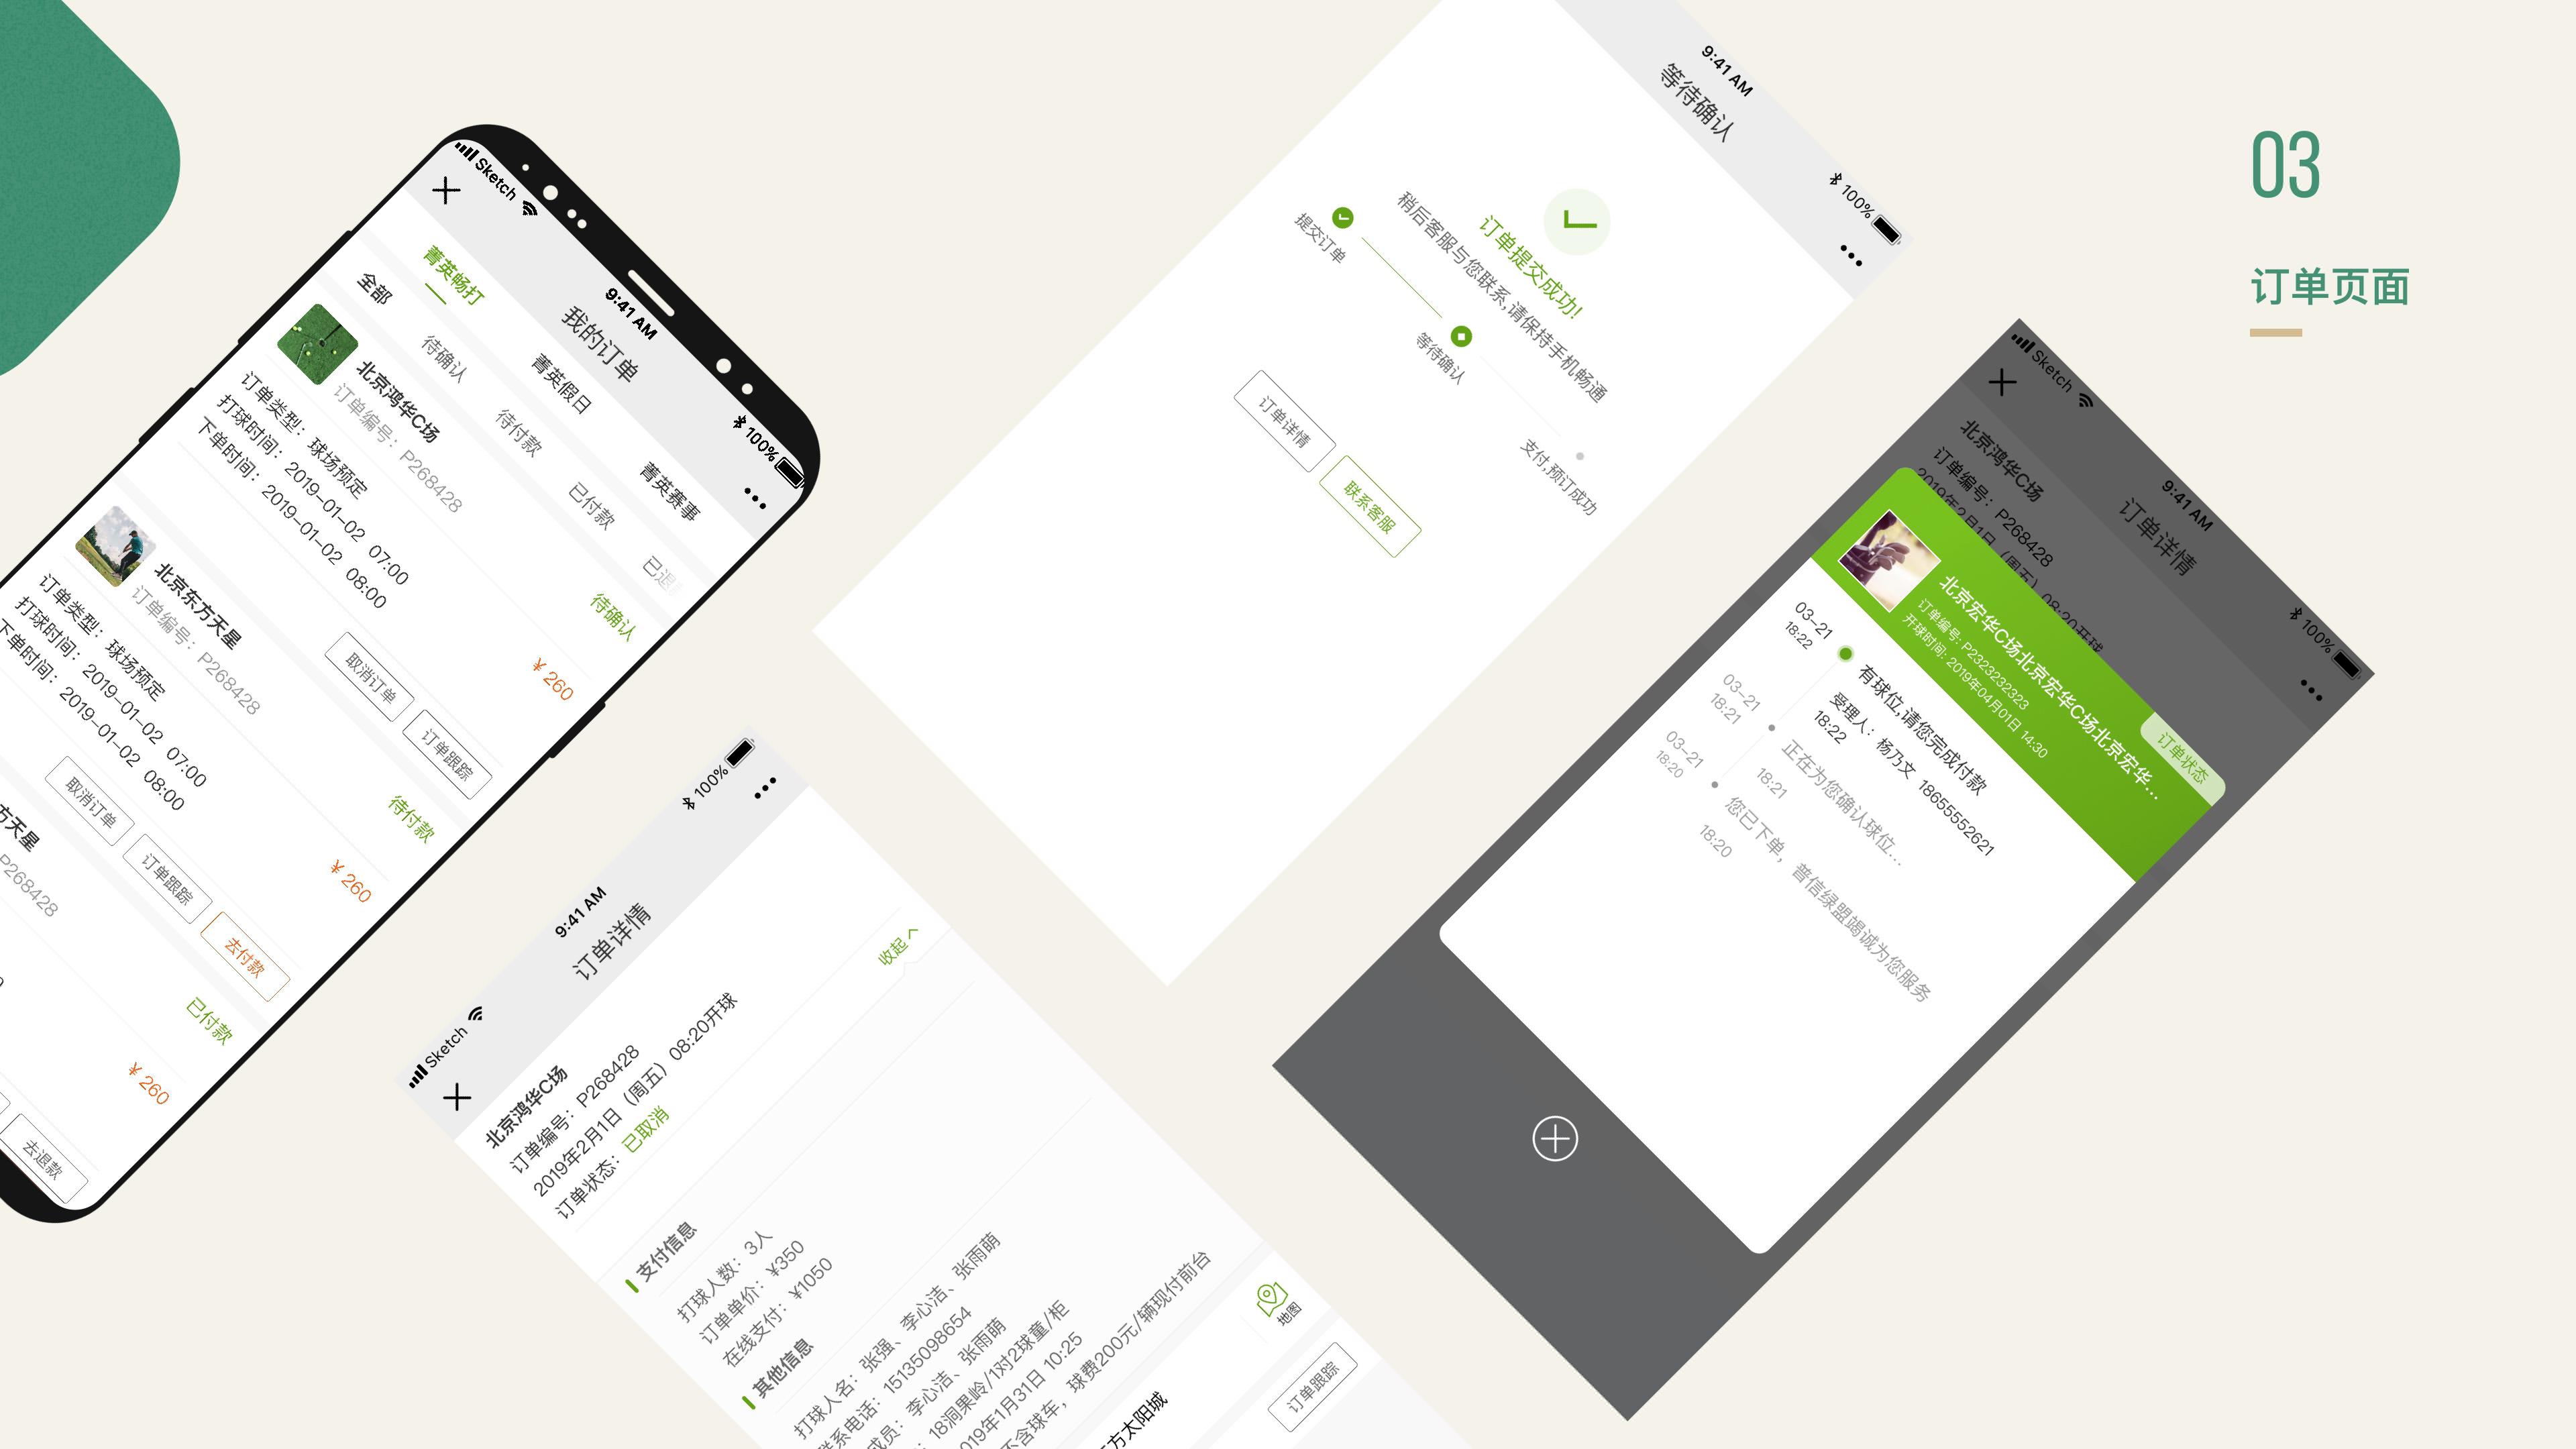 03
订单页面
Sketch
9:41 AM
100%
我的订单
菁英畅打 菁英假日 菁英赛事
全部 待确认 待付款 已付款 已退
北京鸿华C场
订单编号：P268428
待确认
订单类型：球场预定
打球时间：2019-01-02 07:00
下单时间：2019-01-02 08:00
¥ 260
取消订单 订单跟踪
北京东方天星
订单编号：P268428
待付款
订单类型：球场预定
打球时间：2019-01-02 07:00
下单时间：2019-01-02 08:00
¥ 260
取消订单 订单跟踪 去付款
方天星
P268428
已付款
¥ 260
去退款
9:41 AM
100%
等待确认
订单提交成功!
稍后客服与您联系,请保持手机畅通
提交订单 等待确认 支付,预订成功
订单详情 联系客服
Sketch
9:41 AM
100%
订单详情
北京鸿华C场
订单编号：P268428
2019年2月1日（周五）08:20开球
订单状态：已取消
收起
支付信息
打球人数：3人
订单单价：¥350
在线支付：¥1050
其他信息
打球人名：张强、李心洁、张雨萌
联系电话：15135098654
成员：李心洁、张雨萌
：18洞果岭/1对2球童/柜
019年1月31日 10:25
不含球车，球费200元/辆现付前台
方太阳城
地图
订单跟踪
Sketch
9:41 AM
100%
订单详情
北京鸿华C场
订单编号：P268428
2019年2月1日（周五）08:20开球
订单状态
北京宏华C场北京宏华C场北京宏华...
订单编号: P2323232323
开球时间: 2019年04月01日 14:30
03-21
18:22
有球位,请您完成付款
受理人：杨乃文 18655552621
18:22
03-21
18:21
正在为您确认球位...
18:21
03-21
18:20
您已下单，普信绿盟竭诚为您服务
18:20